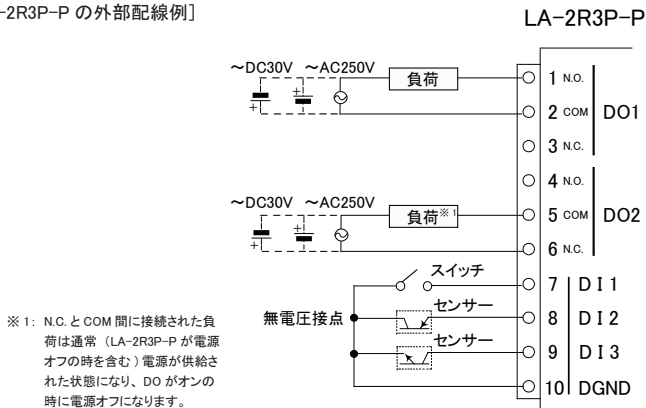 -2R3P-P の外部配線例]
LA-2R3P-P
～DC30V ～AC250V
負荷
1 N.O.
2 COM
DO1
3 N.C.
4 N.O.
～DC30V ～AC250V
負荷※1
5 COM
DO2
6 N.C.
スイッチ
7
DI1
無電圧接点
センサー
8
DI2
センサー
9
DI3
10
DGND
※1: N.C.とCOM 間に接続された負
荷は通常（LA-2R3P-P が電源
オフの時を含む）電源が供給さ
れた状態になり、DO がオンの
時に電源オフになります。